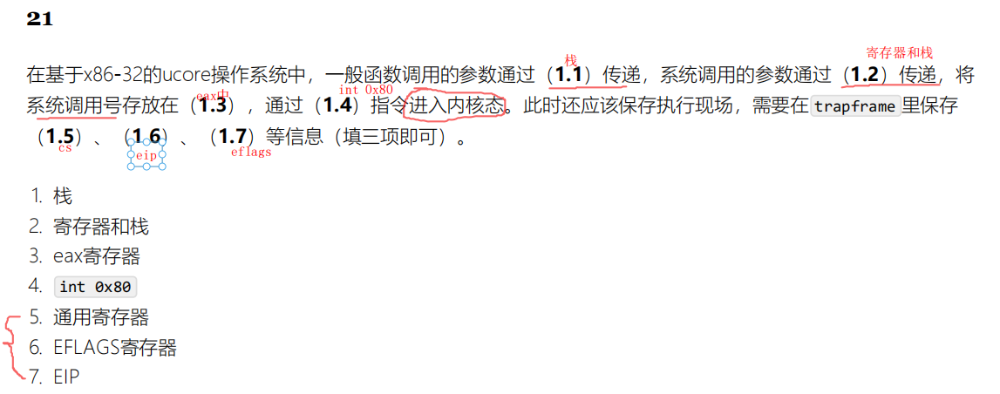 21
寄存器和栈
栈
在基于x86-32的ucore操作系统中，一般函数调用的参数通过（1.1）传递，系统调用的参数通过（1.2）传递，将
eax中 int 0x80
系统调用号存放在（1.3），通过（1.4）指令进入内核态。此时还应该保存执行现场，需要在 trapframe 里保存
（1.5）、（1.6）、（1.7）等信息（填三项即可）。
cs eip eflags
1. 栈
2. 寄存器和栈
3. eax寄存器
4. int 0x80
5. 通用寄存器
6. EFLAGS寄存器
7. EIP